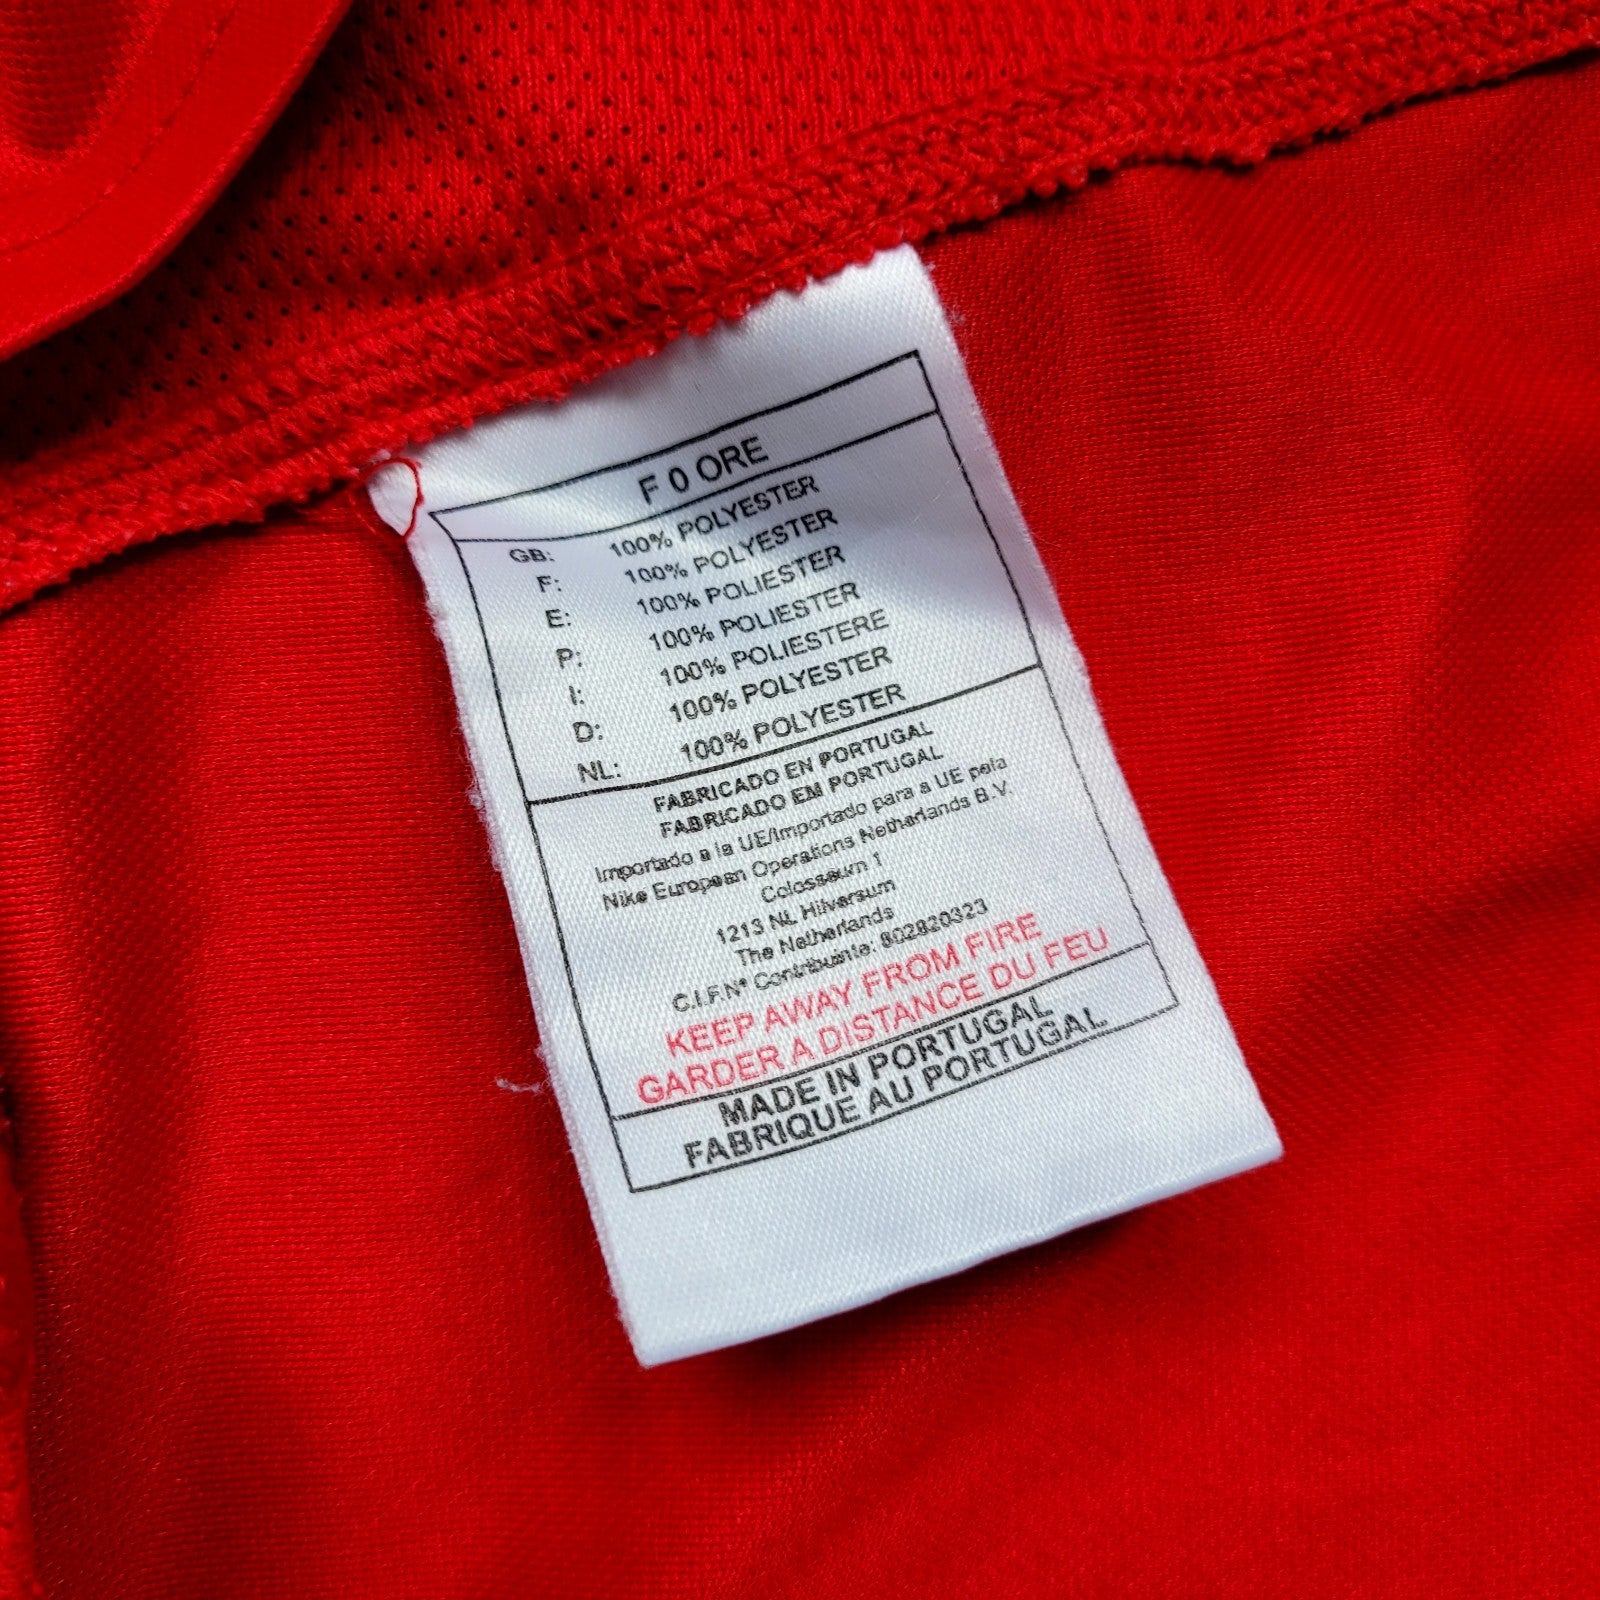 F 0 ORE
GB: 100% POLYESTER
F: 100% POLYESTER
E: 100% POLIESTER
P: 100% POLIESTER
I: 100% POLIESTERE
D: 100% POLYESTER
NL: 100% POLYESTER
FABRICADO EN PORTUGAL
FABRICADO EM PORTUGAL
Importado a la UE/Importado para a UE pela
Nike European Operations Netherlands B.V.
Colosseum 1
1213 NL Hilversum
The Netherlands
C.I.F.Nº Contribuinte: 802820323
KEEP AWAY FROM FIRE
GARDER A DISTANCE DU FEU
MADE IN PORTUGAL
FABRIQUE AU PORTUGAL